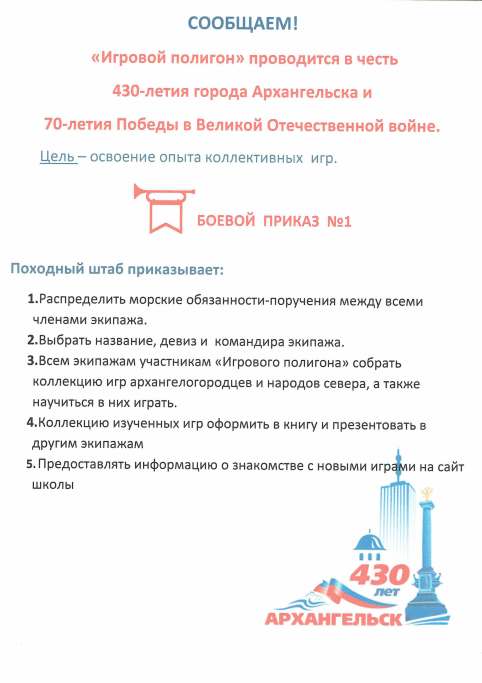 СООБЩАЕМ!
«Игровой полигон» проводится в честь
430-летия города Архангельска и
70-летия Победы в Великой Отечественной войне.
Цель – освоение опыта коллективных игр.
БОЕВОЙ ПРИКАЗ №1
Походный штаб приказывает:
1.Распределить морские обязанности-поручения между всеми
членами экипажа.
2.Выбрать название, девиз и командира экипажа.
3.Всем экипажам участникам «Игрового полигона» собрать
коллекцию игр архангелогородцев и народов севера, а также
научиться в них играть.
4.Коллекцию изученных игр оформить в книгу и презентовать в
другим экипажам
5.Предоставлять информацию о знакомстве с новыми играми на сайт
школы
430
лет
АРХАНГЕЛЬСК